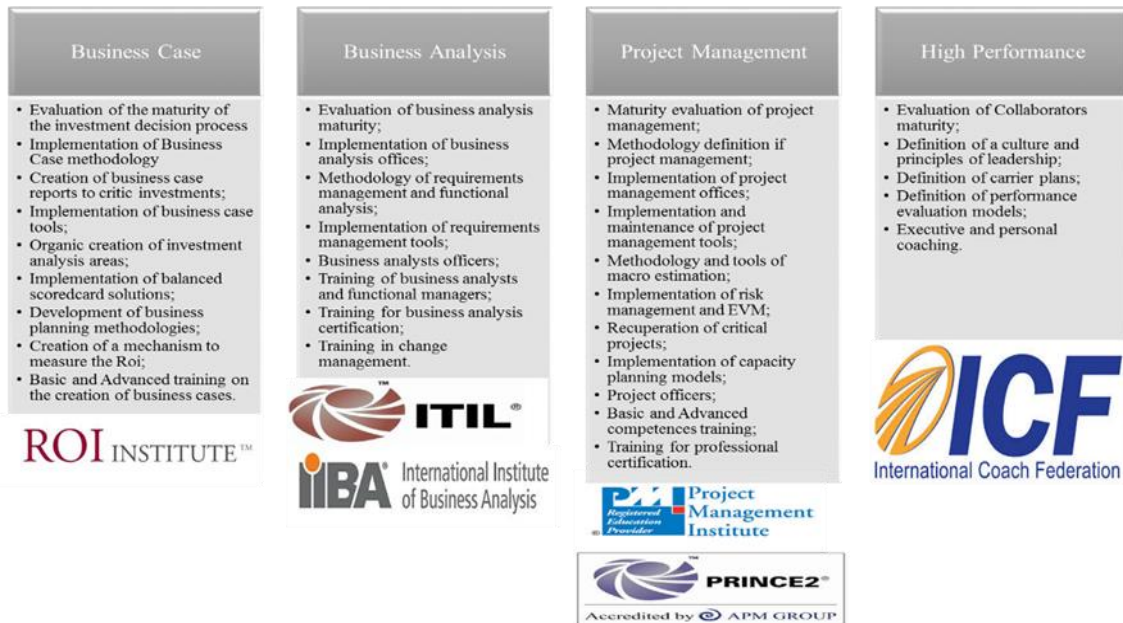 Business Case
• Evaluation of the maturity of
the investment decision process
• Implementation of Business
Case methodology
• Creation of business case
reports to critic investments;
• Implementation of business case
tools;
• Organic creation of investment
analysis areas;
• Implementation of balanced
scoredcard solutions;
• Development of business
planning methodologies;
• Creation of a mechanism to
measure the Roi;
• Basic and Advanced training on
the creation of business cases.
ROI INSTITUTE™
Business Analysis
• Evaluation of business analysis
maturity;
• Implementation of business
analysis offices;
• Methodology of requirements
management and functional
analysis;
• Implementation of requirements
management tools;
• Business analysts officers;
• Training of business analysts
and functional managers;
• Training for business analysis
certification;
• Training in change
management.
™
ITIL®
IIBA® International Institute
of Business Analysis
Project Management
• Maturity evaluation of project
management;
• Methodology definition if
project management;
• Implementation of project
management offices;
• Implementation and
maintenance of project
management tools;
• Methodology and tools of
macro estimation;
• Implementation of risk
management and EVM;
• Recuperation of critical
projects;
• Implementation of capacity
planning models;
• Project officers;
• Basic and Advanced
competences training;
• Training for professional
certification.
PMI
Registered
Education
Provider
®
Project
Management
Institute
™
PRINCE2®
Accredited by APM GROUP
High Performance
• Evaluation of Collaborators
maturity;
• Definition of a culture and
principles of leadership;
• Definition of carrier plans;
• Definition of performance
evaluation models;
• Executive and personal
coaching.
ICF
International Coach Federation